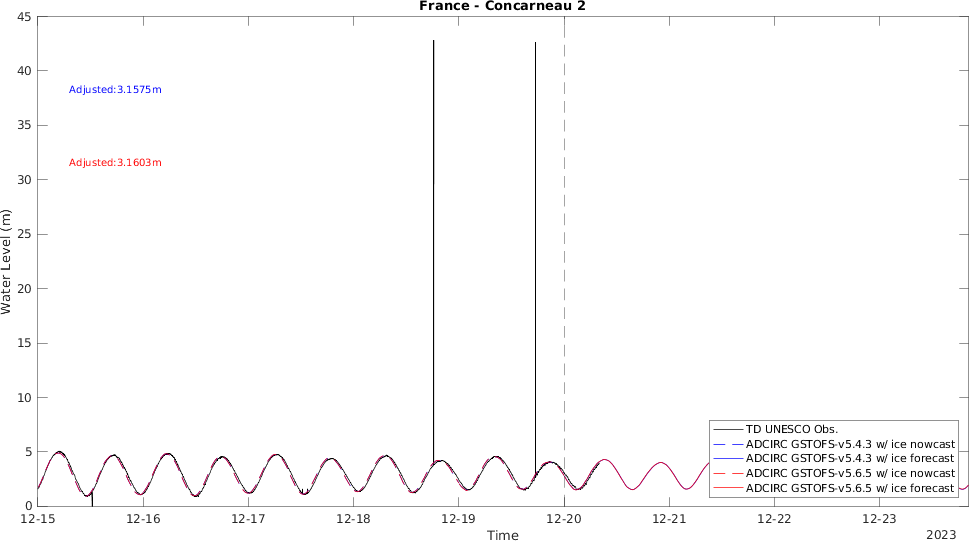 France - Concarneau 2
45
40
35
30
25
20
15
10
5
0
Water Level (m)
Adjusted:3.1575m
Adjusted:3.1603m
TD UNESCO Obs.
ADCIRC GSTOFS-v5.4.3 w/ ice nowcast
ADCIRC GSTOFS-v5.4.3 w/ ice forecast
ADCIRC GSTOFS-v5.6.5 w/ ice nowcast
ADCIRC GSTOFS-v5.6.5 w/ ice forecast
12-15 12-16 12-17 12-18 12-19 12-20 12-21 12-22 12-23
Time
2023